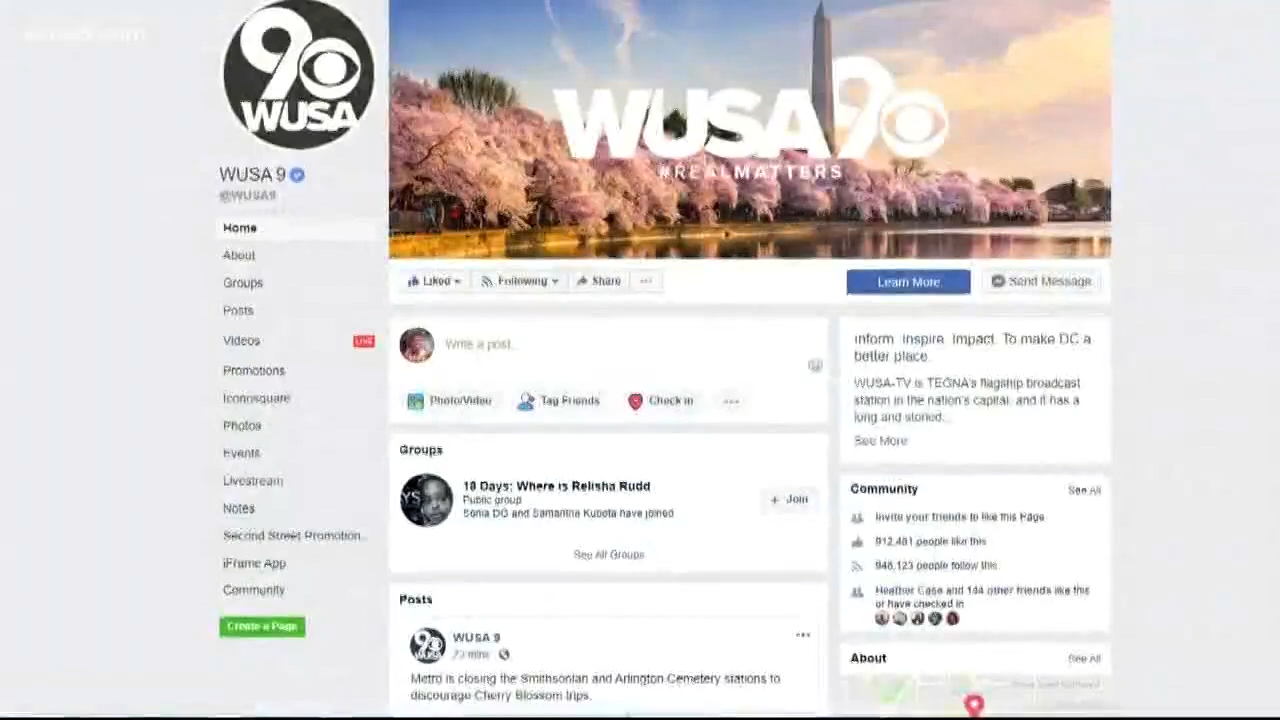 9
WUSA
WUSA 9
@WUSA9
Home
About
Groups
Posts
Videos LIVE
Promotions
Iconosquare
Photos
Events
Livestream
Notes
Second Street Promotion...
iFrame App
Community
Create a Page
WUSA 9
#REALMATTERS
Liked Following Share ...
Learn More Send Message
Write a post...
Photo/Video Tag Friends Check in ...
Groups
YS
18 Days: Where is Relisha Rudd
Public group
Sonia DG and Samantha Kubota have joined
+ Join
See All Groups
Posts
9
WUSA
WUSA 9
23 mins
...
Metro is closing the Smithsonian and Arlington Cemetery stations to
discourage Cherry Blossom trips.
Inform. Inspire. Impact. To make DC a
better place.
WUSA-TV is TEGNA's flagship broadcast
station in the nation's capital, and it has a
long and storied...
See More
Community See All
Invite your friends to like this Page
912,481 people like this
946,123 people follow this
Heather Case and 144 other friends like this
or have checked in
About See All